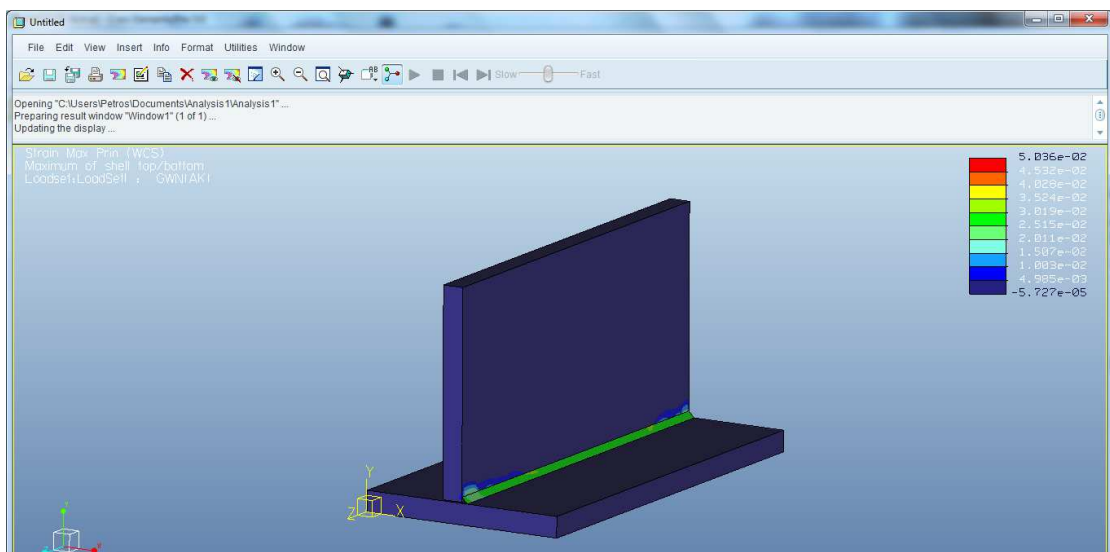 Untitled
File Edit View Insert Info Format Utilities Window
Slow Fast
Opening "C:\Users\Petros\Documents\Analysis1\Analysis1" ...
Preparing result window "Window1" (1 of 1) ...
Updating the display ...
Strain Max Prin (WCS)
Maximum of shell top/bottom
Loadset:LoadSet1 : GWNIAKI
5.036e-02
4.532e-02
4.028e-02
3.524e-02
3.019e-02
2.515e-02
2.011e-02
1.507e-02
1.003e-02
4.985e-03
-5.727e-05
Y
Z X